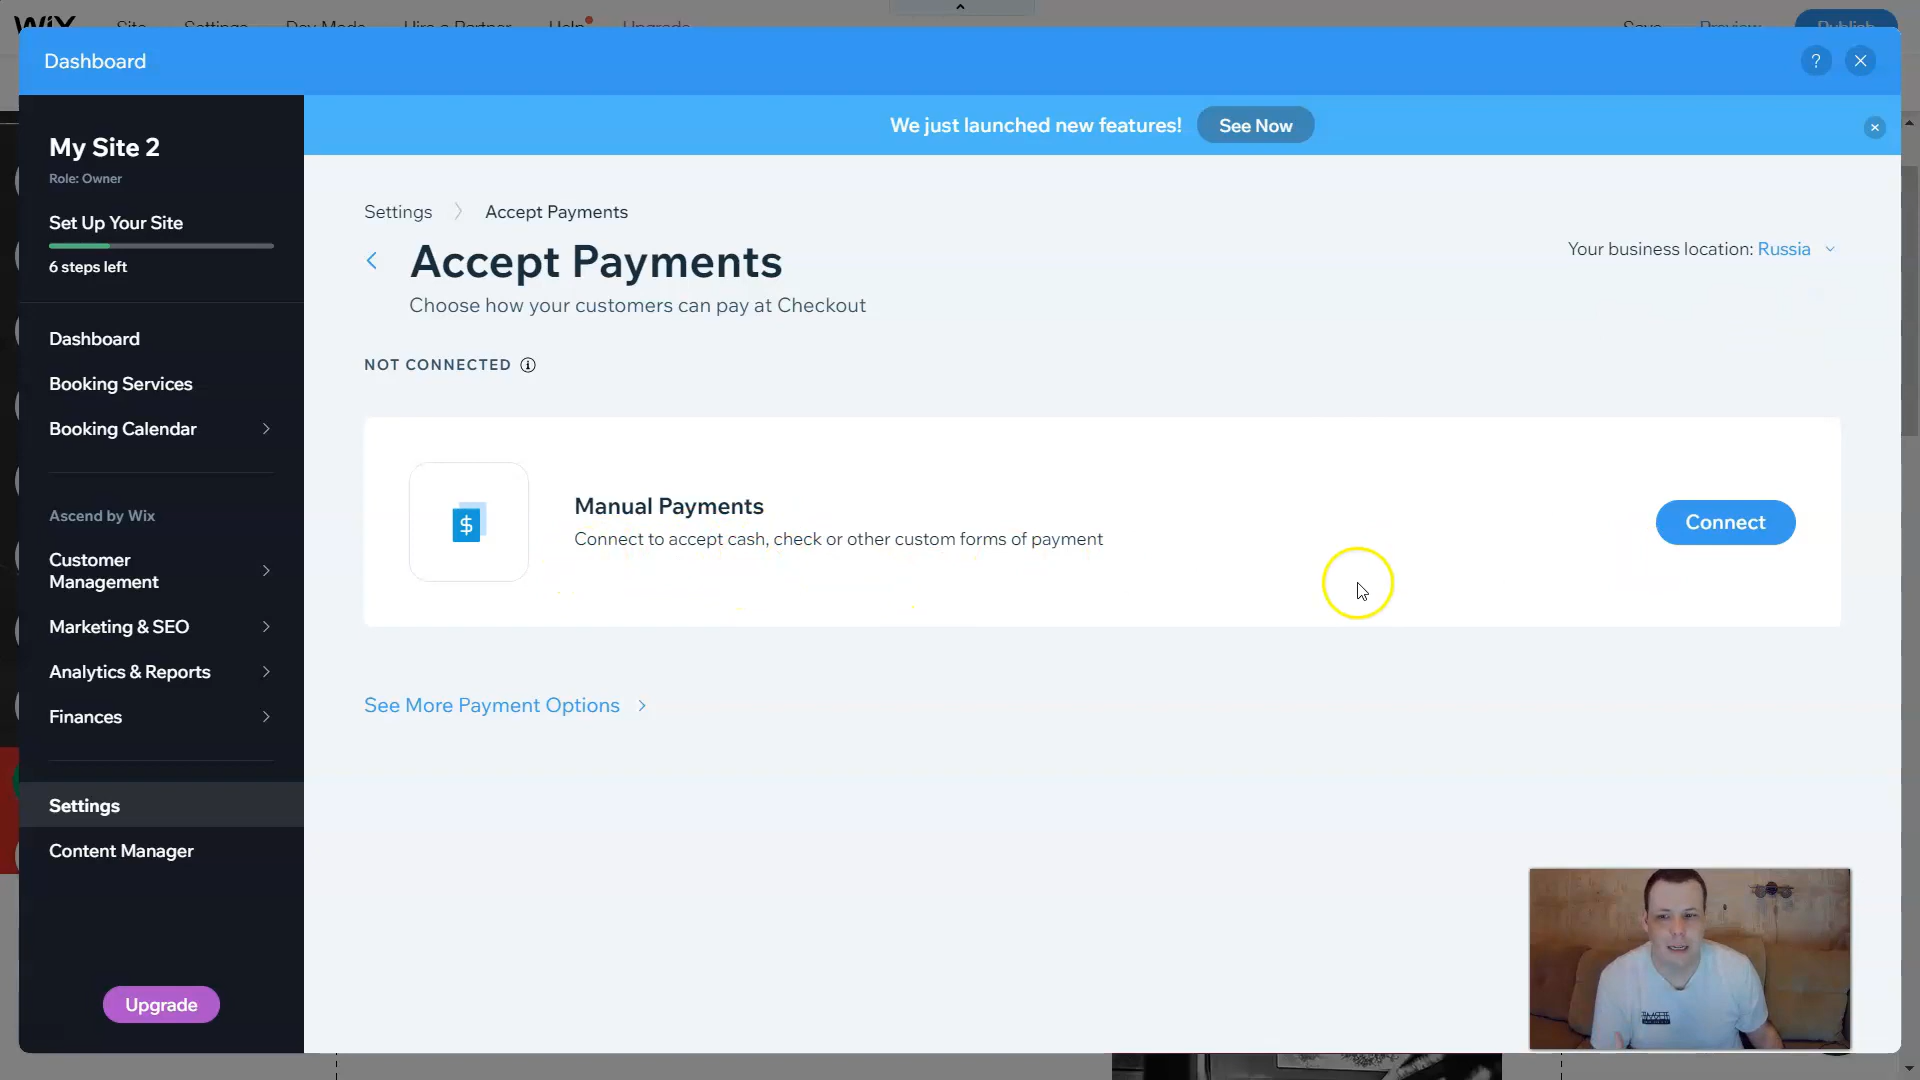 WiX
Site
Settings
Dev Mode
Hire a Partner
Help
Upgrade
Save
Preview
Publish
Dashboard
?
We just launched new features!
See Now
My Site 2
Role: Owner
Set Up Your Site
6 steps left
Dashboard
Booking Services
Booking Calendar
Ascend by Wix
Customer
Management
Marketing & SEO
Analytics & Reports
Finances
Settings
Content Manager
Upgrade
Settings
Accept Payments
Accept Payments
Your business location: Russia
Choose how your customers can pay at Checkout
NOT CONNECTED
$
Manual Payments
Connect to accept cash, check or other custom forms of payment
Connect
See More Payment Options